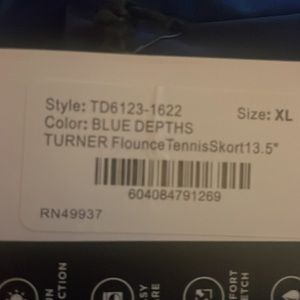 Style: TD6123-1622 Size: XL
Color: BLUE DEPTHS
TURNER FlounceTennisSkort13.5"
604084791269
RN49937